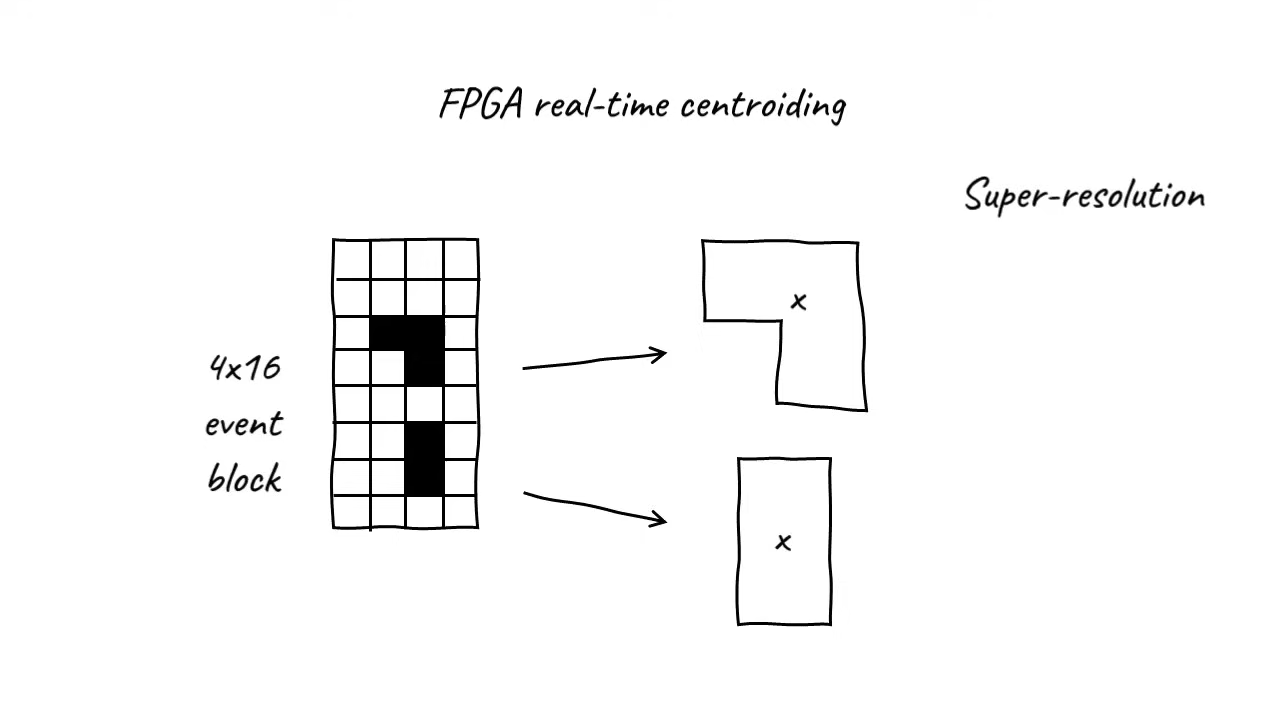 FPGA real-time centroiding
Super-resolution
4x16
event
block
x
x